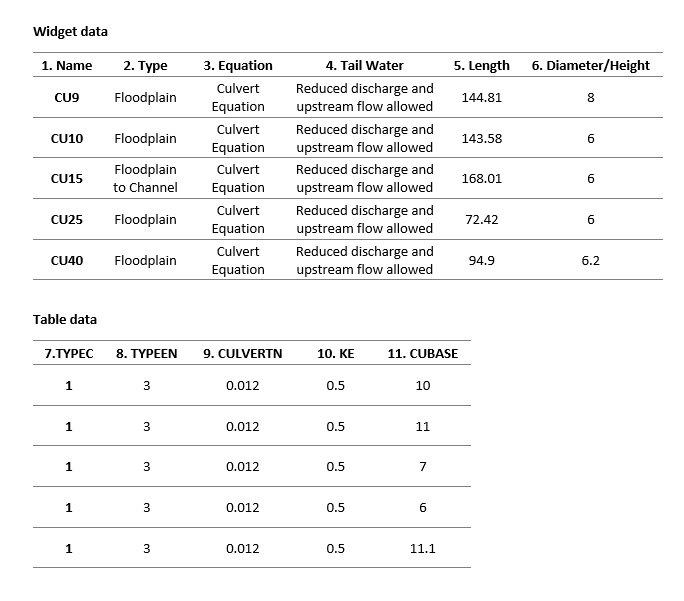 Widget data
1. Name 2. Type 3. Equation 4. Tail Water 5. Length 6. Diameter/Height
CU9 Floodplain Culvert Equation Reduced discharge and upstream flow allowed 144.81 8
CU10 Floodplain Culvert Equation Reduced discharge and upstream flow allowed 143.58 6
CU15 Floodplain to Channel Culvert Equation Reduced discharge and upstream flow allowed 168.01 6
CU25 Floodplain Culvert Equation Reduced discharge and upstream flow allowed 72.42 6
CU40 Floodplain Culvert Equation Reduced discharge and upstream flow allowed 94.9 6.2
Table data
7.TYPEC 8. TYPEEN 9. CULVERTN 10. KE 11. CUBASE
1 3 0.012 0.5 10
1 3 0.012 0.5 11
1 3 0.012 0.5 7
1 3 0.012 0.5 6
1 3 0.012 0.5 11.1